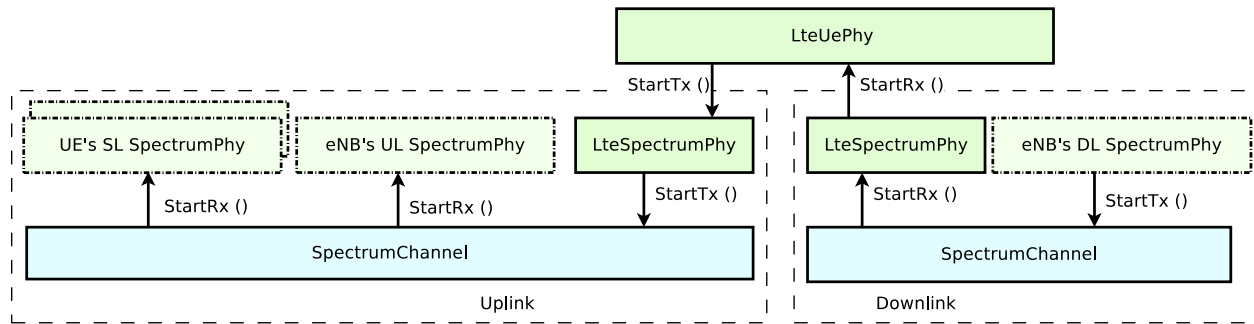 LteUePhy
StartTx ()
StartRx ()
UE's SL SpectrumPhy
eNB's UL SpectrumPhy
LteSpectrumPhy
LteSpectrumPhy
eNB's DL SpectrumPhy
StartRx ()
StartRx ()
StartTx ()
StartRx ()
StartTx ()
SpectrumChannel
SpectrumChannel
Uplink
Downlink